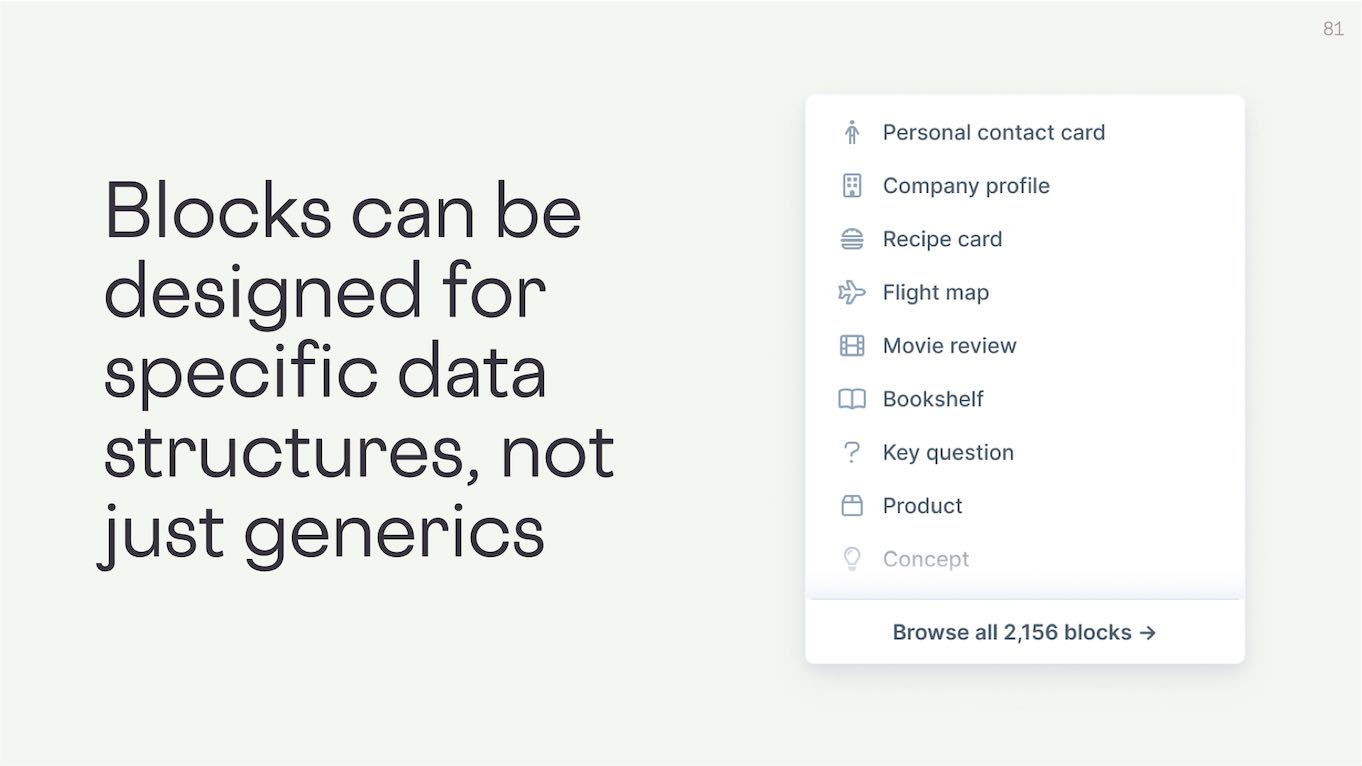 81
Blocks can be
designed for
specific data
structures, not
just generics
Personal contact card
Company profile
Recipe card
Flight map
Movie review
Bookshelf
Key question
Product
Concept
Browse all 2,156 blocks →